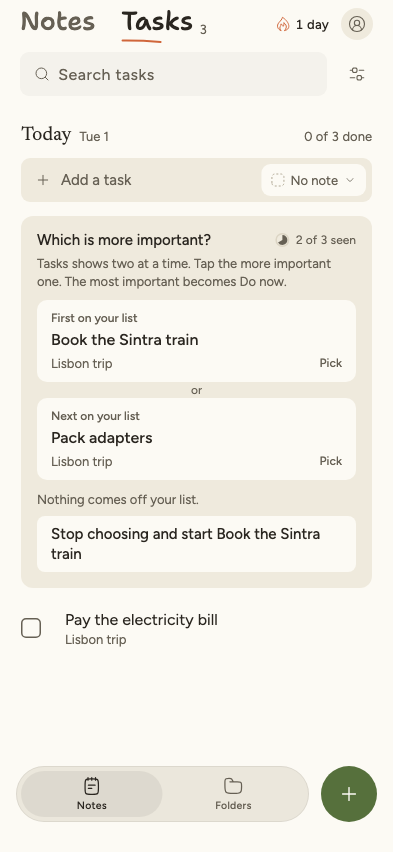 Notes Tasks 3
1 day
Search tasks
Today Tue 1
0 of 3 done
Add a task
No note
Which is more important?
2 of 3 seen
Tasks shows two at a time. Tap the more important
one. The most important becomes Do now.
First on your list
Book the Sintra train
Lisbon trip
Pick
or
Next on your list
Pack adapters
Lisbon trip
Pick
Nothing comes off your list.
Stop choosing and start Book the Sintra
train
Pay the electricity bill
Lisbon trip
Notes
Folders